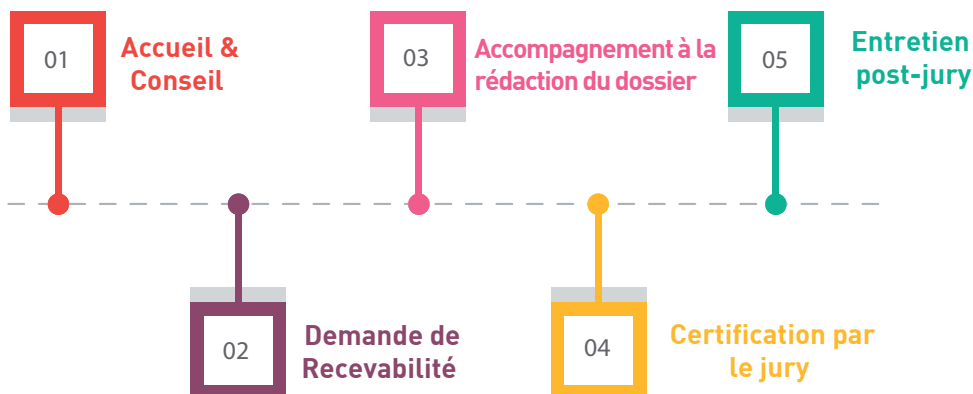 01
Accueil &
Conseil
02
Demande de
Recevabilité
03
Accompagnement à la
rédaction du dossier
04
Certification par
le jury
05
Entretien
post-jury